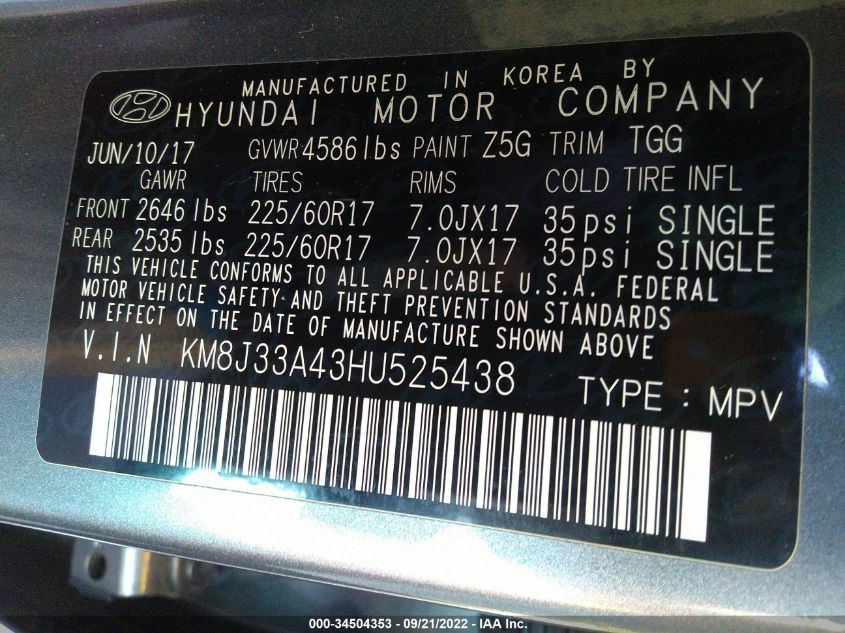 MANUFACTURED IN KOREA BY
HYUNDAI MOTOR COMPANY
JUN/10/17 GVWR 4586lbs PAINT Z5G TRIM TGG
GAWR TIRES RIMS COLD TIRE INFL
FRONT 2646 lbs 225/60R17 7.0JX17 35psi SINGLE
REAR 2535 lbs 225/60R17 7.0JX17 35psi SINGLE
THIS VEHICLE CONFORMS TO ALL APPLICABLE U.S.A. FEDERAL
MOTOR VEHICLE SAFETY AND THEFT PREVENTION STANDARDS
IN EFFECT ON THE DATE OF MANUFACTURE SHOWN ABOVE
V.I.N KM8J33A43HU525438
TYPE : MPV
000-34504353 - 09/21/2022 - IAA Inc.